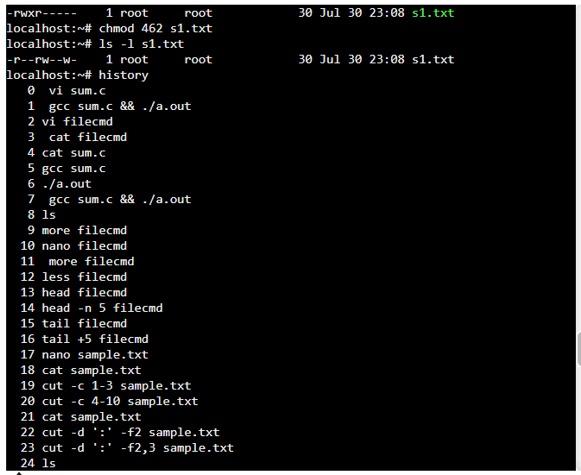 -rwxr----- 1 root root 30 Jul 30 23:08 s1.txt
localhost:~# chmod 462 s1.txt
localhost:~# ls -l s1.txt
-r--rw--w- 1 root root 30 Jul 30 23:08 s1.txt
localhost:~# history
0 vi sum.c
1 gcc sum.c && ./a.out
2 vi filecmd
3 cat filecmd
4 cat sum.c
5 gcc sum.c
6 ./a.out
7 gcc sum.c && ./a.out
8 ls
9 more filecmd
10 nano filecmd
11 more filecmd
12 less filecmd
13 head filecmd
14 head -n 5 filecmd
15 tail filecmd
16 tail +5 filecmd
17 nano sample.txt
18 cat sample.txt
19 cut -c 1-3 sample.txt
20 cut -c 4-10 sample.txt
21 cat sample.txt
22 cut -d ':' -f2 sample.txt
23 cut -d ':' -f2,3 sample.txt
24 ls